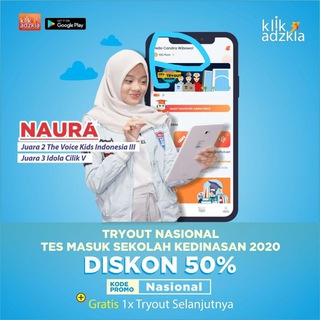 klik
adzkia
GET IT ON
Google Play
klik
adzkia
Hello Candra Wibowo!
NAURA
Juara 2 The Voice Kids Indonesia III
Juara 3 Idola Cilik V
TRYOUT NASIONAL
TES MASUK SEKOLAH KEDINASAN 2020
DISKON 50%
KODE
PROMO
Nasional
+ Gratis 1x Tryout Selanjutnya